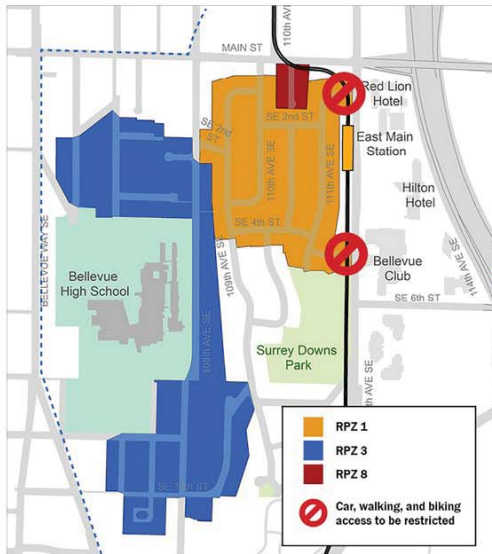 MAIN ST
110TH AVE SE
Red Lion
Hotel
SE 2ND ST
SE 2ND ST
East Main
Station
110th AVE SE
111th AVE SE
Hilton
Hotel
SE 4TH ST
109th AVE SE
Bellevue
Club
114th AVE SE
SE 6TH ST
BELLEVUE WAY SE
Bellevue
High School
108th AVE SE
Surrey Downs
Park
AVE SE
RPZ 1
RPZ 3
RPZ 8
Car, walking, and biking
access to be restricted